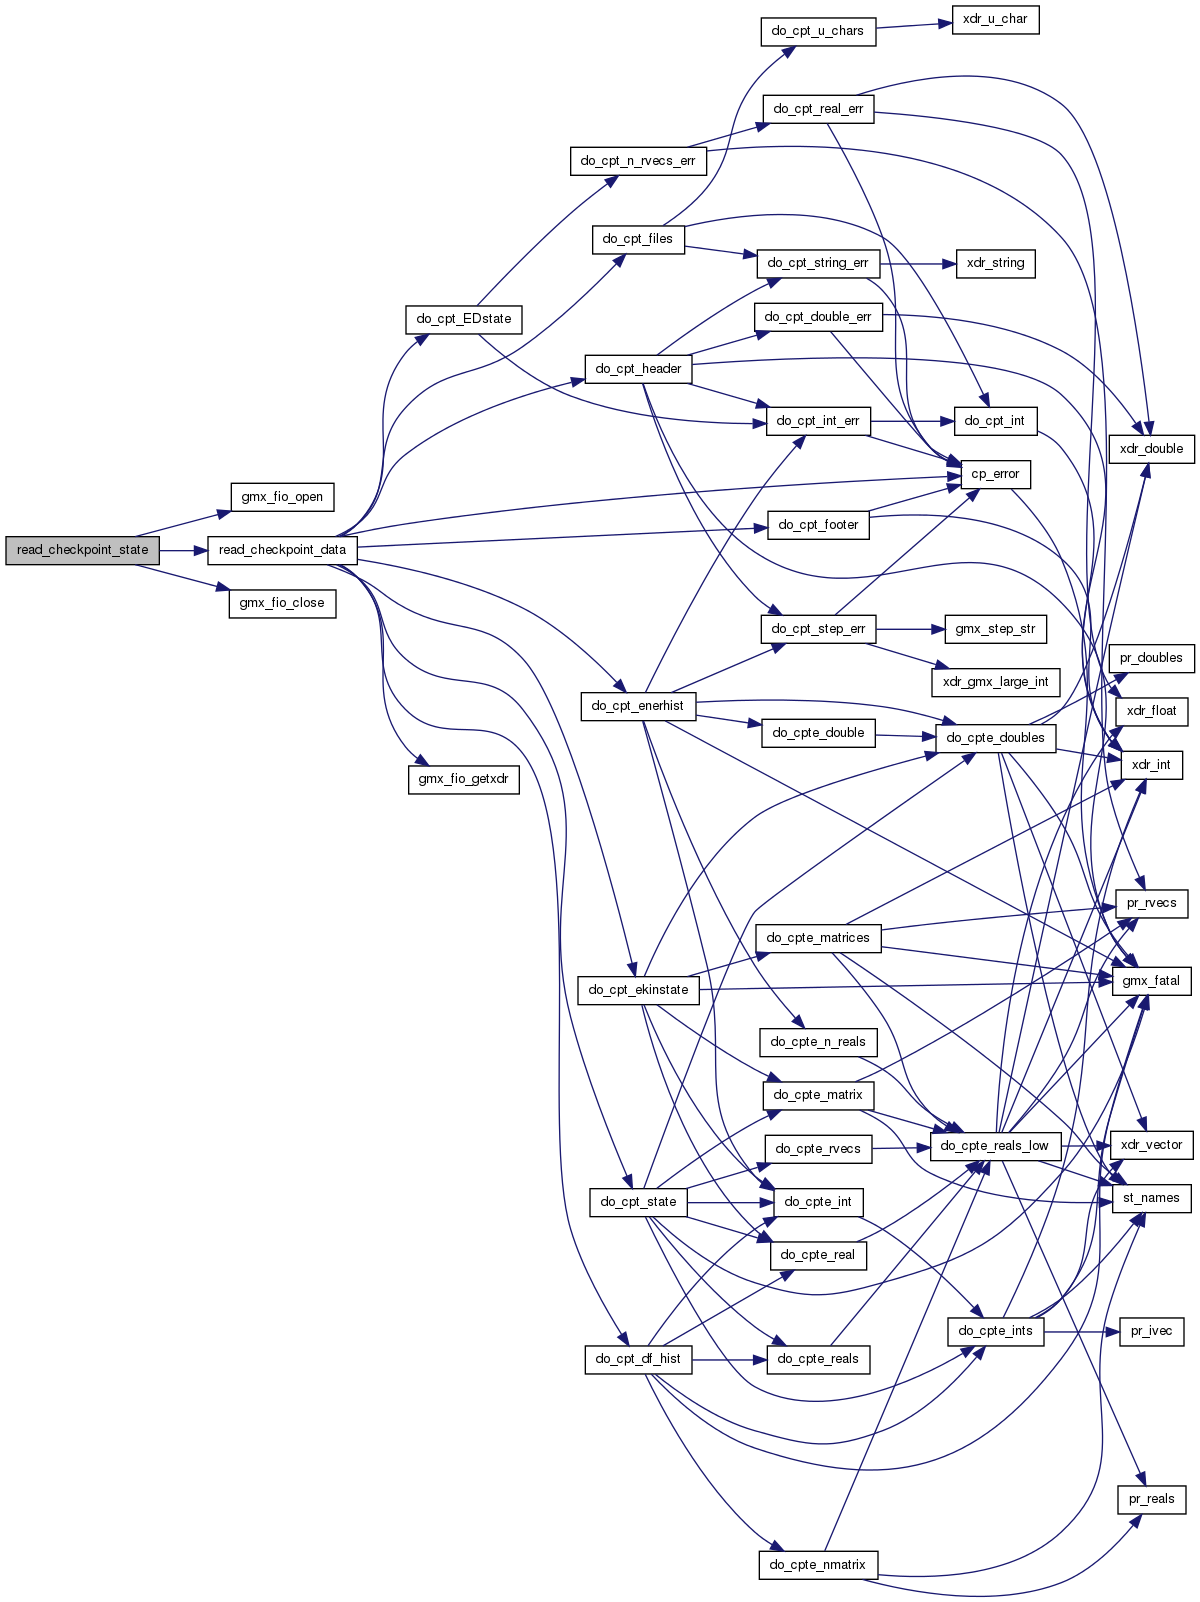 xdr_u_char
do_cpt_u_chars
do_cpt_real_err
do_cpt_n_rvecs_err
do_cpt_files
do_cpt_string_err
xdr_string
do_cpt_EDstate
do_cpt_double_err
do_cpt_header
do_cpt_int_err
do_cpt_int
xdr_double
cp_error
gmx_fio_open
do_cpt_footer
read_checkpoint_state
read_checkpoint_data
gmx_fio_close
do_cpt_step_err
gmx_step_str
pr_doubles
xdr_gmx_large_int
do_cpt_enerhist
xdr_float
do_cpte_double
do_cpte_doubles
xdr_int
gmx_fio_getxdr
pr_rvecs
do_cpte_matrices
gmx_fatal
do_cpt_ekinstate
do_cpte_n_reals
do_cpte_matrix
do_cpte_reals_low
xdr_vector
do_cpte_rvecs
do_cpt_state
do_cpte_int
st_names
do_cpte_real
do_cpte_ints
pr_ivec
do_cpt_df_hist
do_cpte_reals
pr_reals
do_cpte_nmatrix